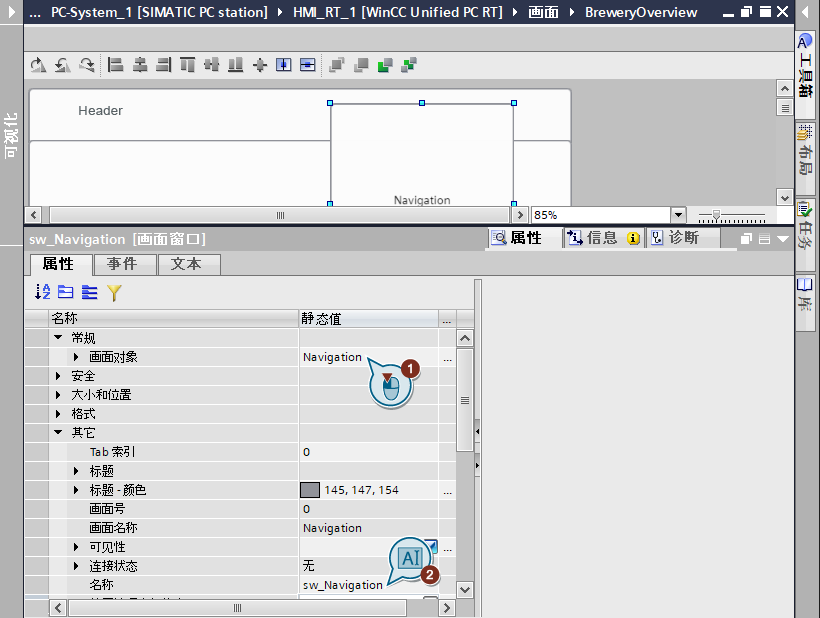 ... PC-System_1 [SIMATIC PC station] HMI_RT_1 [WinCC Unified PC RT] 画面 BreweryOverview
可视化
Header
Navigation
85%
工具箱
布局
任务
库
sw_Navigation [画面窗口]
属性 信息 诊断
属性 事件 文本
名称 静态值 ...
常规
画面对象 Navigation ...
1
安全
大小和位置
格式
其它
Tab 索引 0
标题
标题 - 颜色 145, 147, 154 ...
画面号 0
画面名称 Navigation
可见性 ...
AI
2
连接状态 无
名称 sw_Navigation